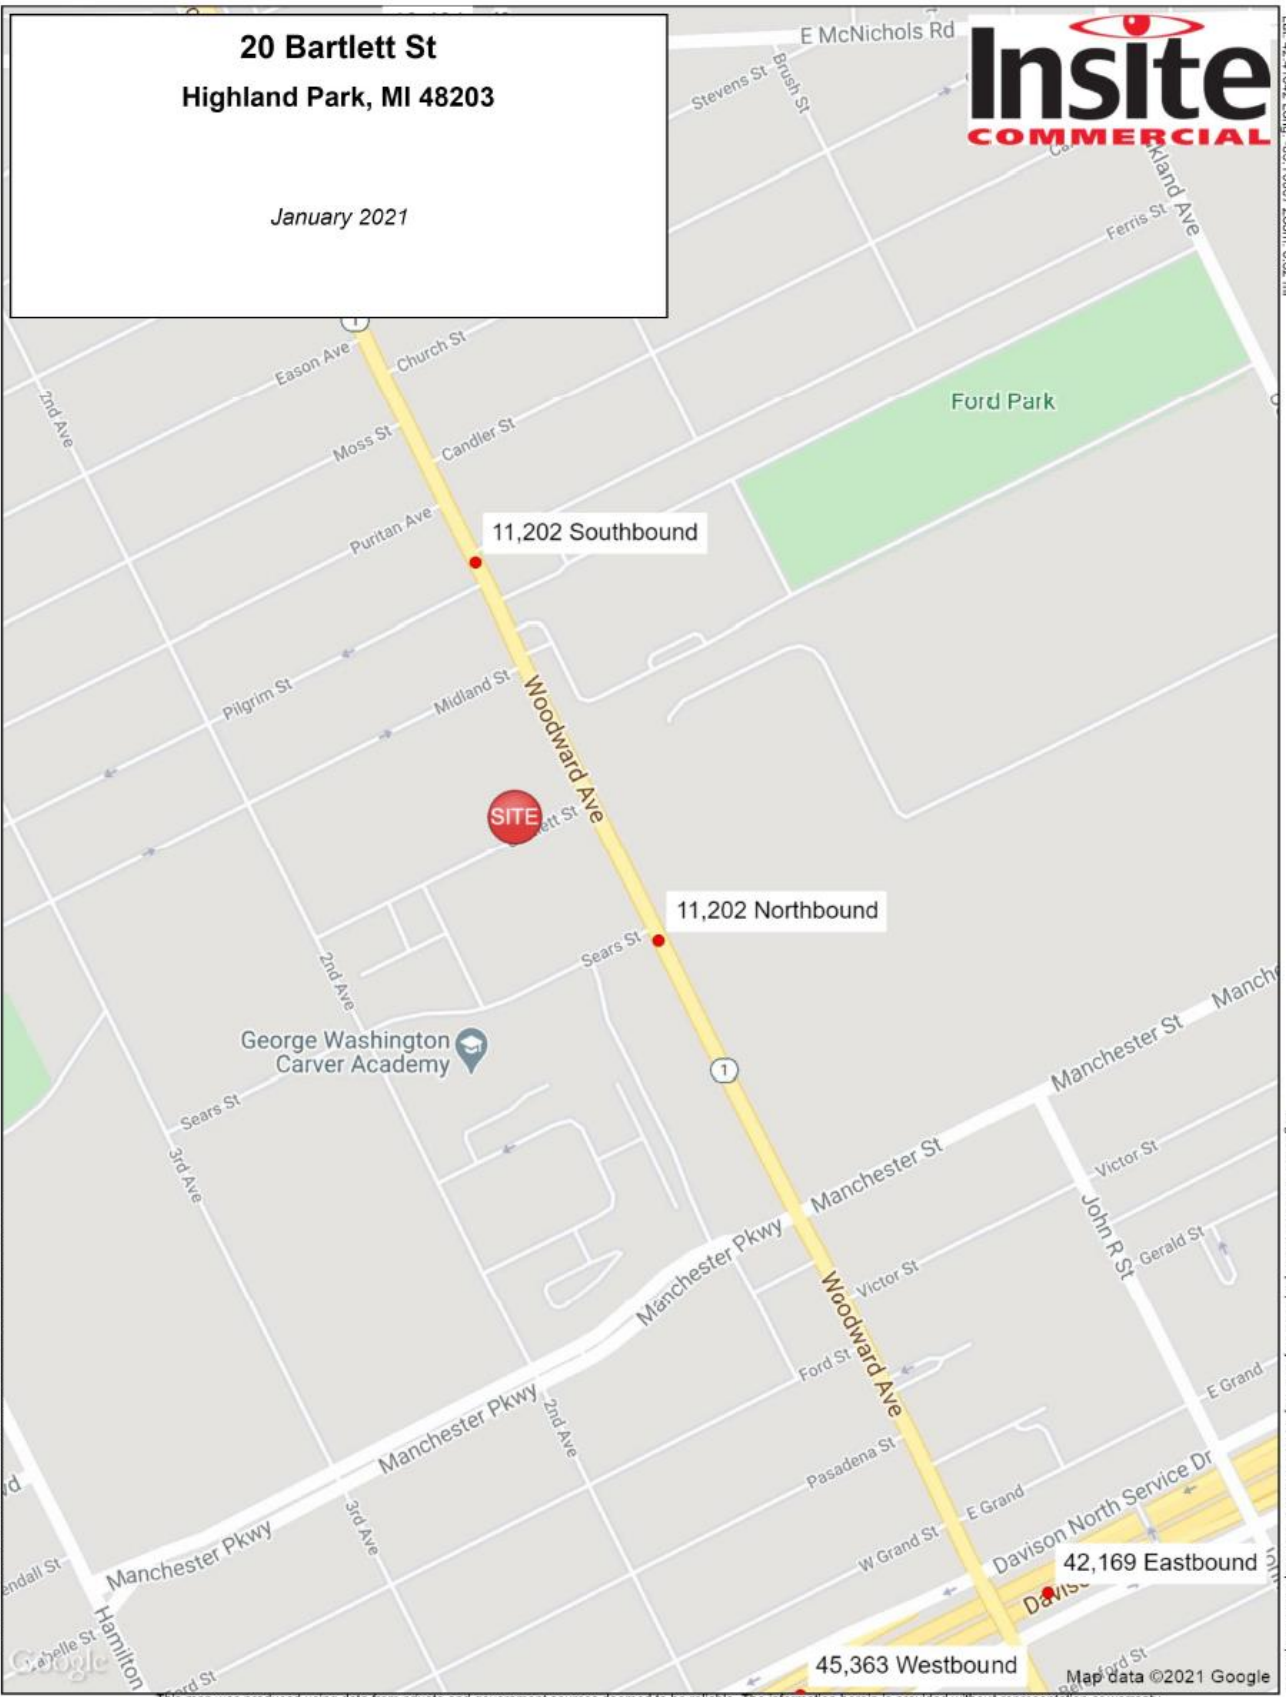 20 Bartlett St
Highland Park, MI 48203
January 2021
Insite
COMMERCIAL
E McNichols Rd
Stevens St
Brush St
Ferris St
Ford Park
1
Eason Ave
Church St
2nd Ave
Moss St
Candler St
Puritan Ave
11,202 Southbound
Pilgrim St
Midland St
Woodward Ave
SITE
11,202 Northbound
Sears St
2nd Ave
George Washington
Carver Academy
1
Manchester St
Sears St
3rd Ave
Manchester St
Victor St
John R St
Gerald St
Manchester Pkwy
Victor St
Woodward Ave
Ford St
E Grand
Manchester Pkwy
2nd Ave
Pasadena St
3rd Ave
E Grand
Davison North Service Dr
W Grand St
Manchester Pkwy
42,169 Eastbound
Hamilton
45,363 Westbound
Google
Map data ©2021 Google